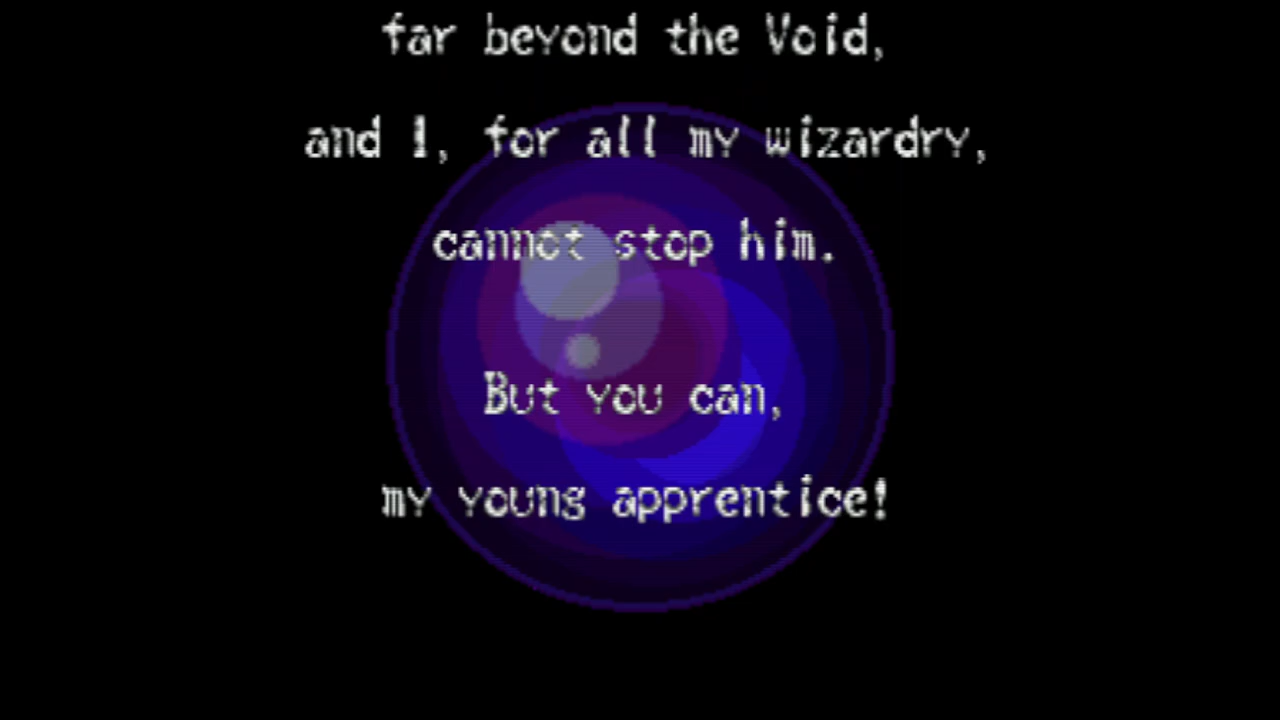 far beyond the Void,
and I, for all my wizardry,
cannot stop him.
But you can,
my young apprentice!